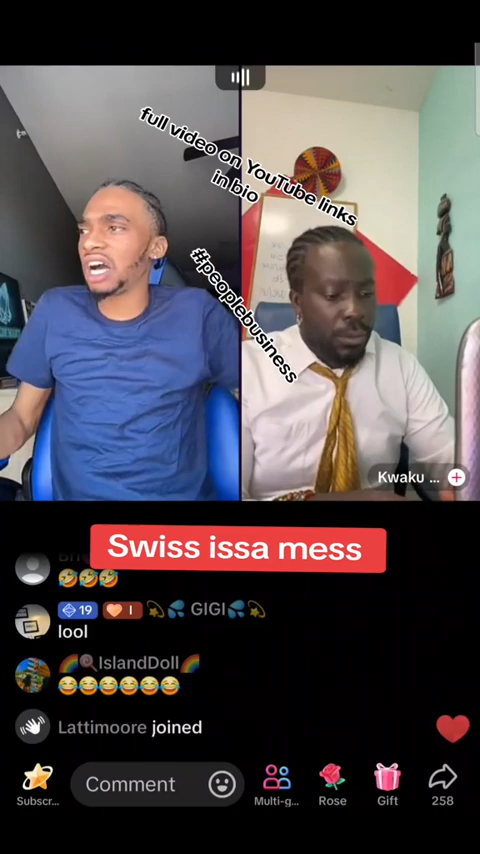 full video on YouTube links
in bio
#peoplebusiness
Kwaku ...
Swiss issa mess
🤣🤣🤣
19
I
💫💦 GIGI💦💫
lool
🌈🍭IslandDoll🌈
😂😂😂😂😂😂
Lattimoore joined
Comment
Subscr...
Multi-g...
Rose
Gift
258